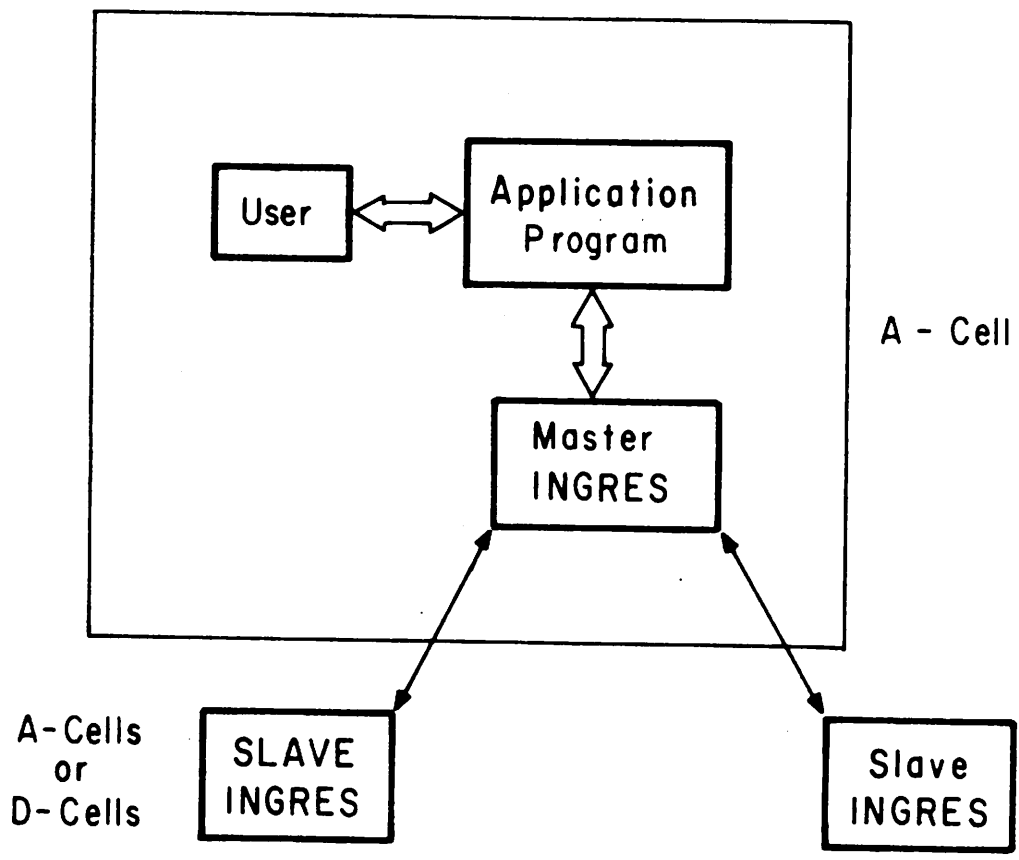 User
Application
Program
A - Cell
Master
INGRES
A-Cells
or
D-Cells
SLAVE
INGRES
Slave
INGRES